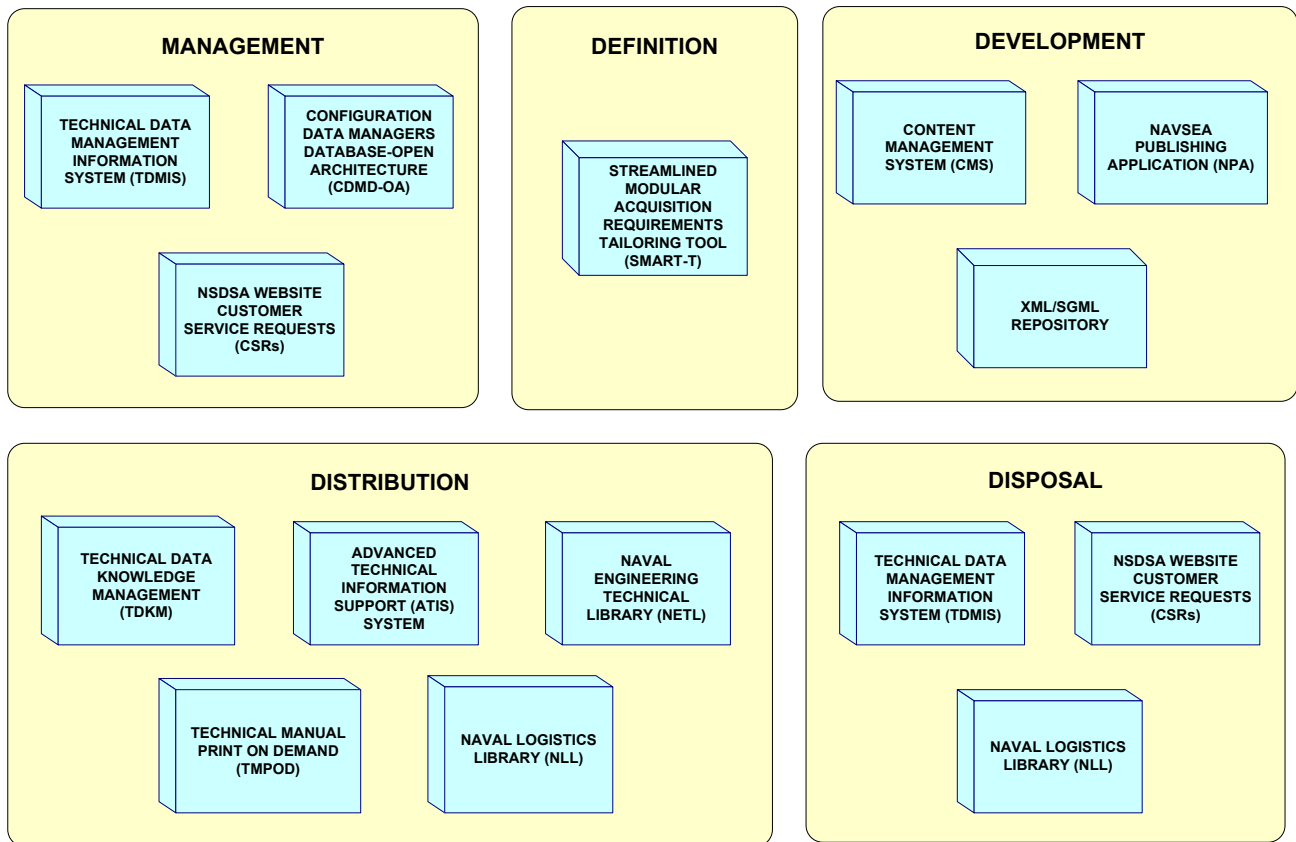 MANAGEMENT
TECHNICAL DATA
MANAGEMENT
INFORMATION
SYSTEM (TDMIS)
CONFIGURATION
DATA MANAGERS
DATABASE-OPEN
ARCHITECTURE
(CDMD-OA)
NSDSA WEBSITE
CUSTOMER
SERVICE REQUESTS
(CSRs)
DEFINITION
STREAMLINED
MODULAR
ACQUISITION
REQUIREMENTS
TAILORING TOOL
(SMART-T)
DEVELOPMENT
CONTENT
MANAGEMENT
SYSTEM (CMS)
NAVSEA
PUBLISHING
APPLICATION (NPA)
XML/SGML
REPOSITORY
DISTRIBUTION
TECHNICAL DATA
KNOWLEDGE
MANAGEMENT
(TDKM)
ADVANCED
TECHNICAL
INFORMATION
SUPPORT (ATIS)
SYSTEM
NAVAL
ENGINEERING
TECHNICAL
LIBRARY (NETL)
TECHNICAL MANUAL
PRINT ON DEMAND
(TMPOD)
NAVAL LOGISTICS
LIBRARY (NLL)
DISPOSAL
TECHNICAL DATA
MANAGEMENT
INFORMATION
SYSTEM (TDMIS)
NSDSA WEBSITE
CUSTOMER
SERVICE REQUESTS
(CSRs)
NAVAL LOGISTICS
LIBRARY (NLL)